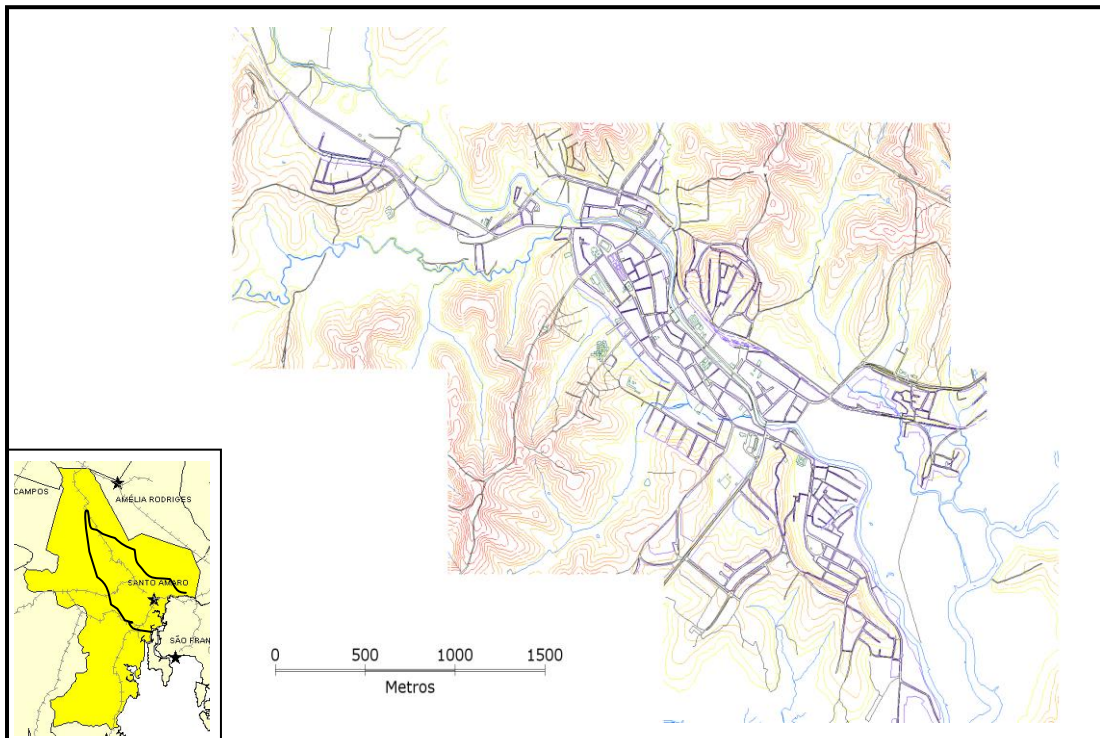 CAMPOS
AMÉLIA RODRIGES
SANTO AMARO
SÃO FRAN
0 500 1000 1500
Metros